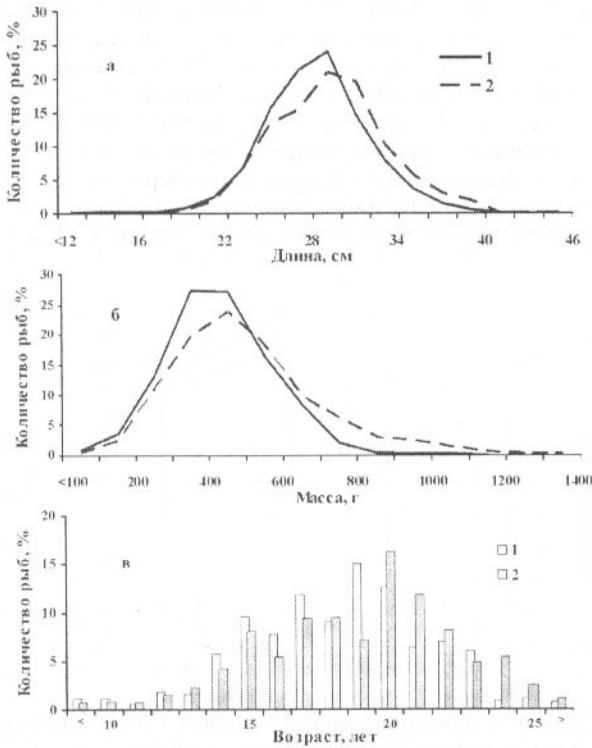 Количество рыб, %
30
25
20
15
10
5
0
а
1
2
<12 16 22 28 34 40 46
Длина, см
Количество рыб, %
30
25
20
15
10
5
0
б
<100 200 400 600 800 1000 1200 1400
Масса, г
Количество рыб, %
20
15
10
5
0
в
1
2
< 10 15 20 25 >
Возраст, лет